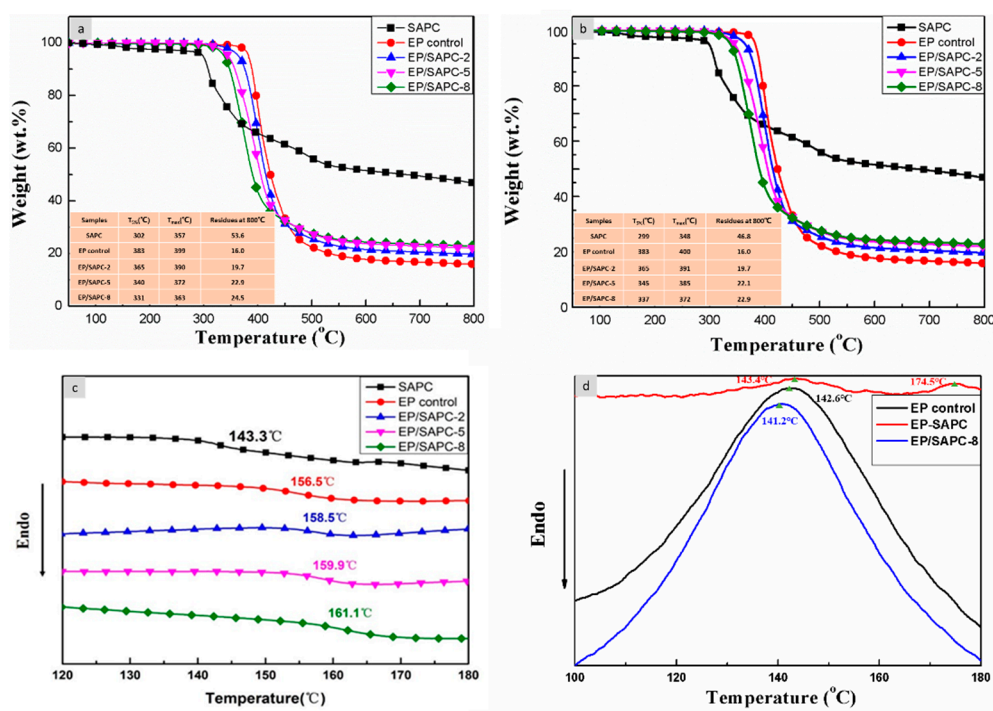 a
SAPC
EP control
EP/SAPC-2
EP/SAPC-5
EP/SAPC-8
Weight (wt.%)
100
80
60
40
20
0
Samples T5%(℃) Tmax(℃) Residues at 800℃
SAPC 302 357 53.6
EP control 383 399 16.0
EP/SAPC-2 365 390 19.7
EP/SAPC-5 340 372 22.9
EP/SAPC-8 331 363 24.5
100 200 300 400 500 600 700 800
Temperature (°C)
b
SAPC
EP control
EP/SAPC-2
EP/SAPC-5
EP/SAPC-8
Weight (wt.%)
100
80
60
40
20
0
Samples T5%(℃) Tmax(℃) Residues at 800℃
SAPC 299 348 46.8
EP control 383 400 16.0
EP/SAPC-2 365 391 19.7
EP/SAPC-5 345 385 22.1
EP/SAPC-8 337 372 22.9
100 200 300 400 500 600 700 800
Temperature (°C)
c
SAPC
EP control
EP/SAPC-2
EP/SAPC-5
EP/SAPC-8
143.3℃
156.5℃
158.5℃
159.9℃
161.1℃
Endo
120 130 140 150 160 170 180
Temperature(℃)
d
143.4℃
174.5℃
142.6℃
141.2℃
EP control
EP-SAPC
EP/SAPC-8
Endo
100 120 140 160 180
Temperature (°C)